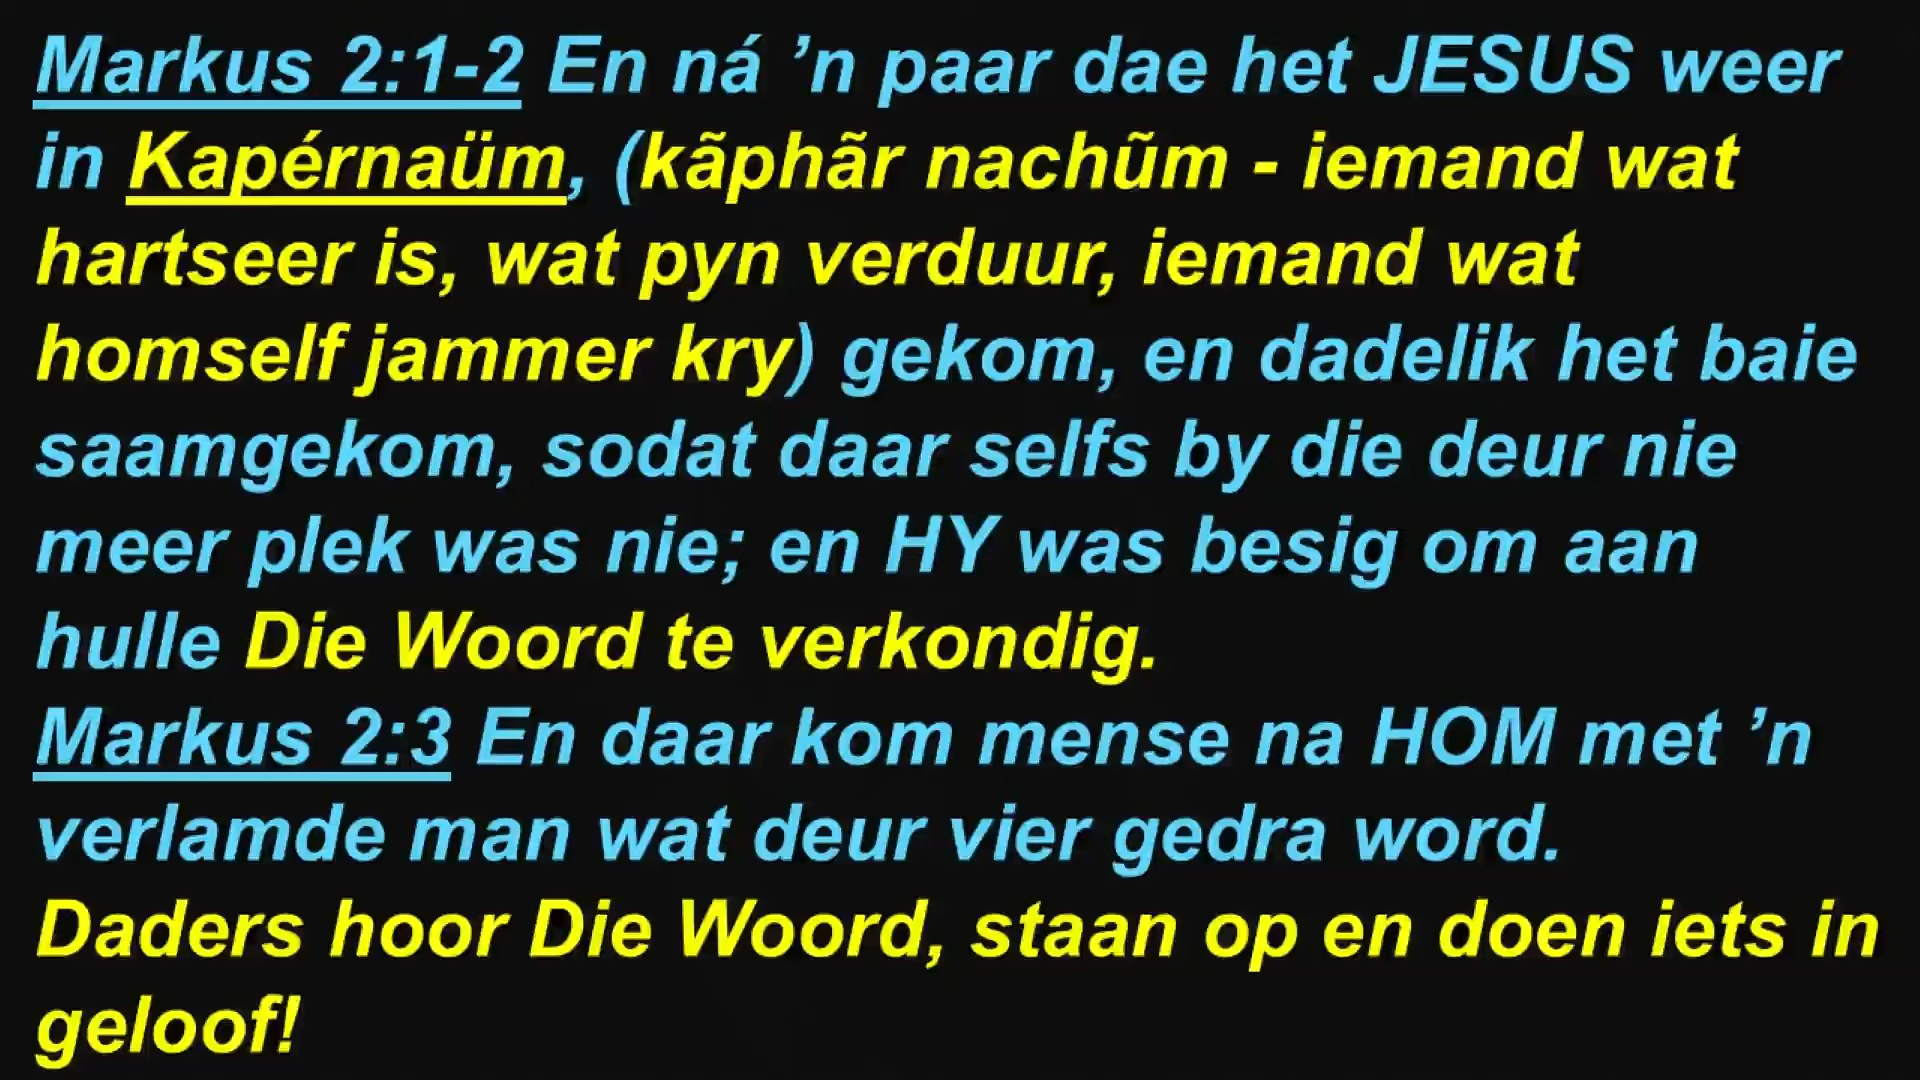 Markus 2:1-2 En ná ’n paar dae het JESUS weer
in Kapérnaüm, (kãphãr nachũm - iemand wat
hartseer is, wat pyn verduur, iemand wat
homself jammer kry) gekom, en dadelik het baie
saamgekom, sodat daar selfs by die deur nie
meer plek was nie; en HY was besig om aan
hulle Die Woord te verkondig.
Markus 2:3 En daar kom mense na HOM met ’n
verlamde man wat deur vier gedra word.
Daders hoor Die Woord, staan op en doen iets in
geloof!